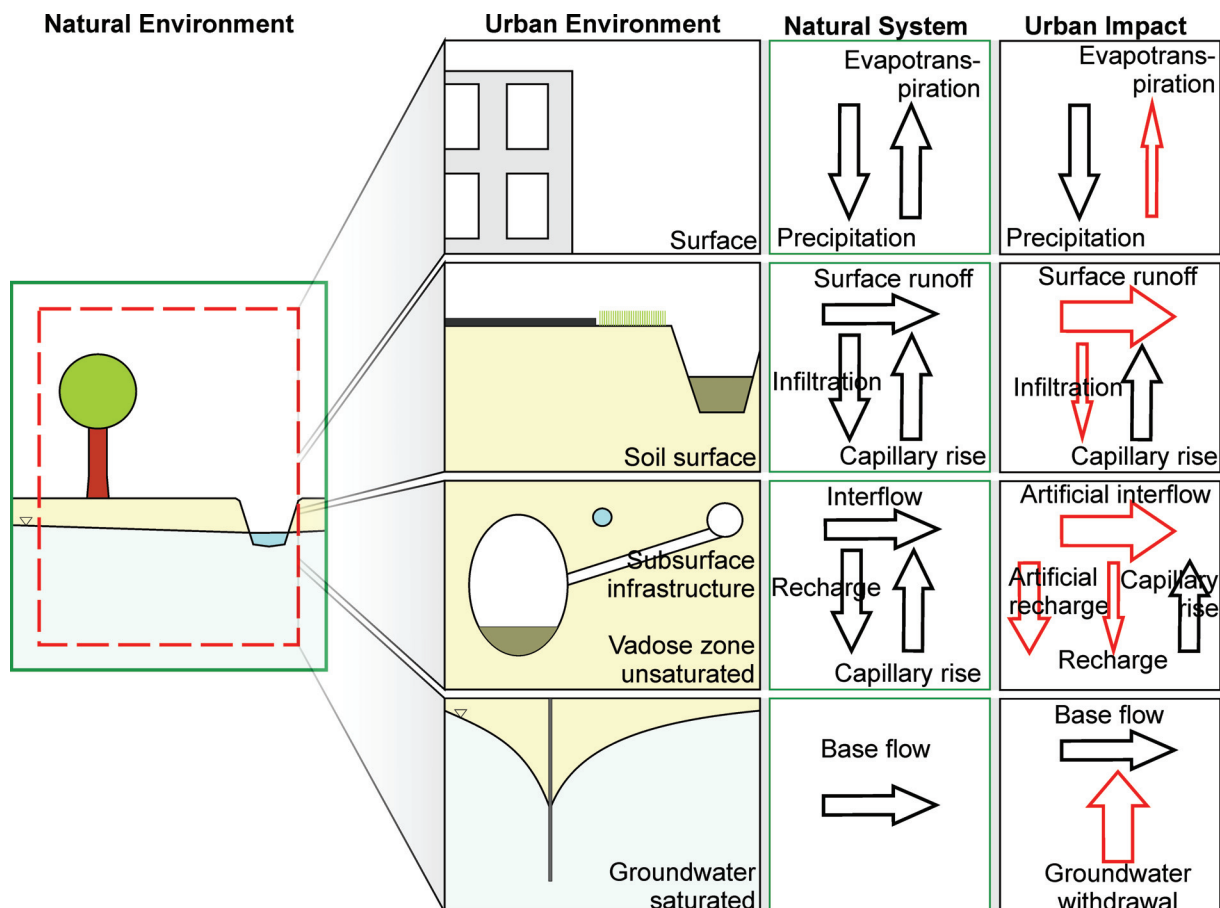 Natural Environment
Urban Environment
Natural System
Urban Impact
Surface
Evapotrans-
piration
Precipitation
Evapotrans-
piration
Precipitation
Soil surface
Surface runoff
Infiltration
Capillary rise
Surface runoff
Infiltration
Capillary rise
Subsurface
infrastructure
Vadose zone
unsaturated
Interflow
Recharge
Capillary rise
Artificial interflow
Artificial
recharge
Capillary
rise
Recharge
Groundwater
saturated
Base flow
Base flow
Groundwater
withdrawal